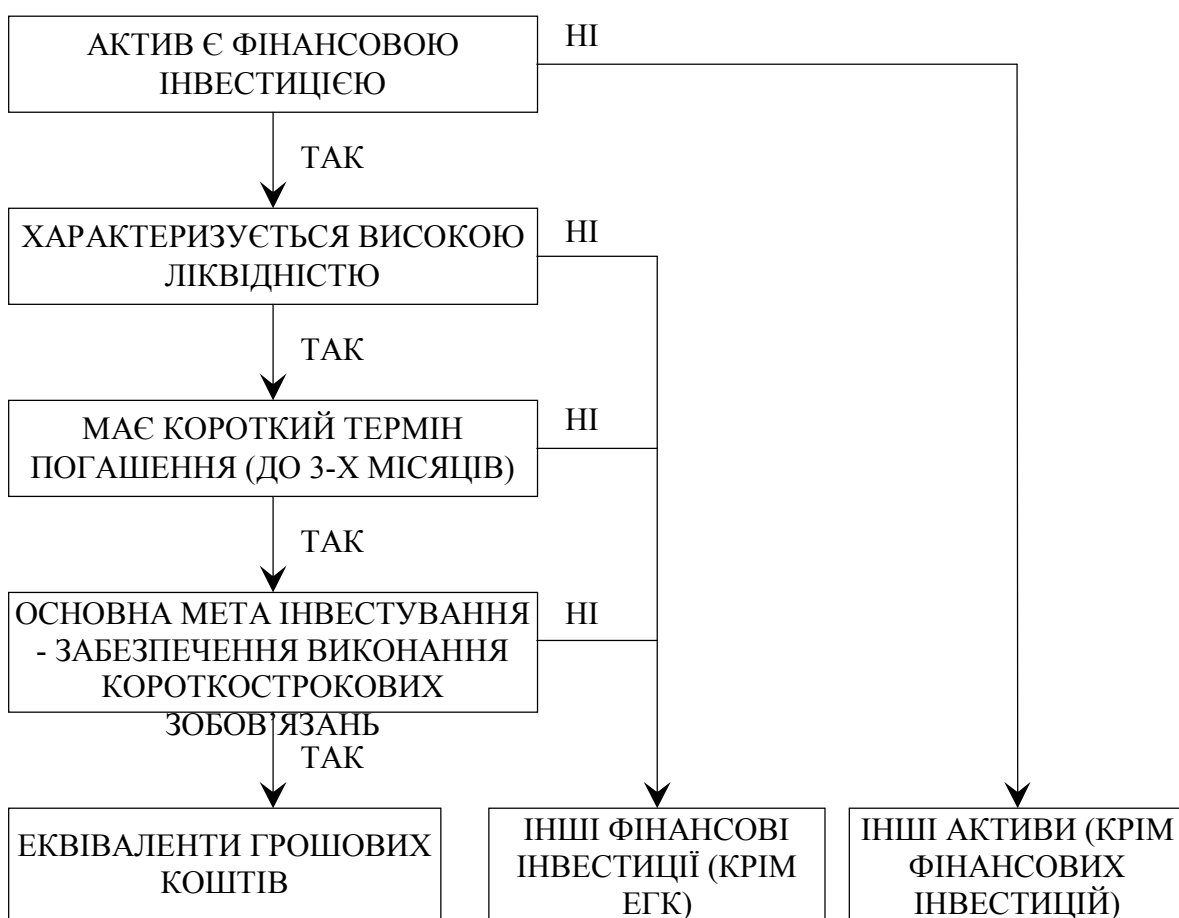 АКТИВ Є ФІНАНСОВОЮ
ІНВЕСТИЦІЄЮ
НІ
ТАК
ХАРАКТЕРИЗУЄТЬСЯ ВИСОКОЮ
ЛІКВІДНІСТЮ
НІ
ТАК
МАЄ КОРОТКИЙ ТЕРМІН
ПОГАШЕННЯ (ДО 3-Х МІСЯЦІВ)
НІ
ТАК
ОСНОВНА МЕТА ІНВЕСТУВАННЯ
- ЗАБЕЗПЕЧЕННЯ ВИКОНАННЯ
КОРОТКОСТРОКОВИХ
ЗОБОВ’ЯЗАНЬ
НІ
ТАК
ЕКВІВАЛЕНТИ ГРОШОВИХ
КОШТІВ
ІНШІ ФІНАНСОВІ
ІНВЕСТИЦІЇ (КРІМ
ЕГК)
ІНШІ АКТИВИ (КРІМ
ФІНАНСОВИХ
ІНВЕСТИЦІЙ)